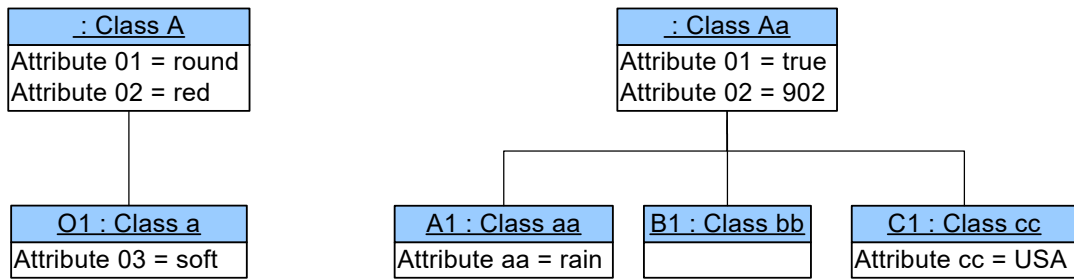 : Class A
Attribute 01 = round
Attribute 02 = red
: Class Aa
Attribute 01 = true
Attribute 02 = 902
O1 : Class a
Attribute 03 = soft
A1 : Class aa
Attribute aa = rain
B1 : Class bb
C1 : Class cc
Attribute cc = USA